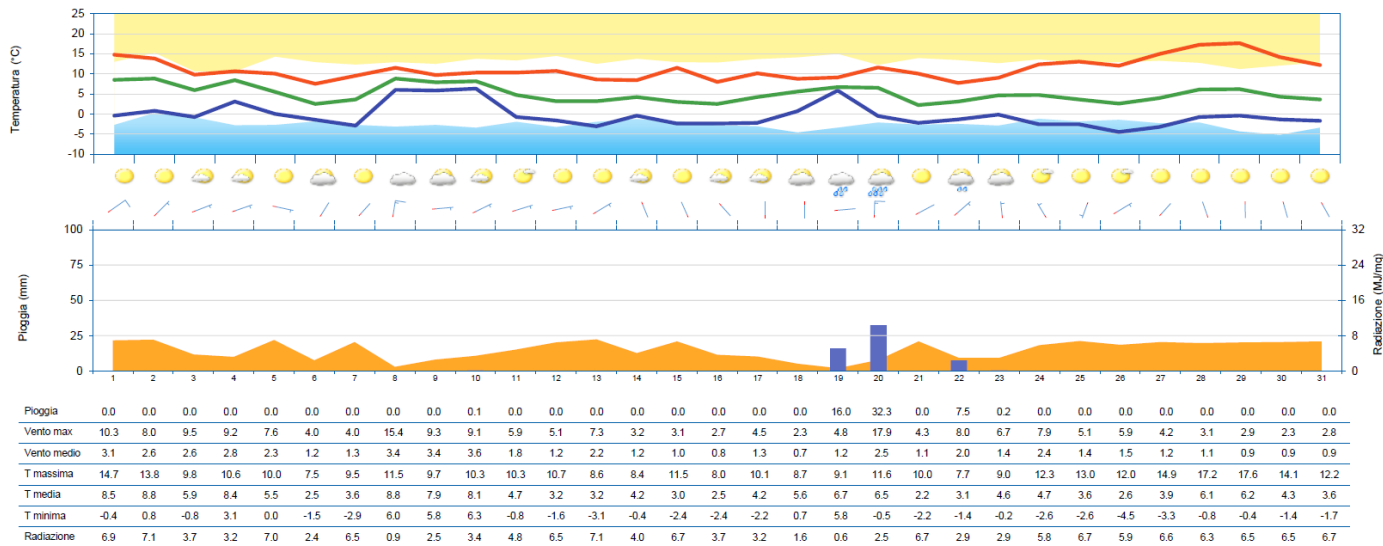 Temperatura (°C)
25
20
15
10
5
0
-5
-10
Pioggia (mm)
100
75
50
25
0
32
24
16
8
0
Radiazione (MJ/mq)
1 2 3 4 5 6 7 8 9 10 11 12 13 14 15 16 17 18 19 20 21 22 23 24 25 26 27 28 29 30 31
Pioggia 0.0 0.0 0.0 0.0 0.0 0.0 0.0 0.0 0.0 0.1 0.0 0.0 0.0 0.0 0.0 0.0 0.0 0.0 16.0 32.3 0.0 7.5 0.2 0.0 0.0 0.0 0.0 0.0 0.0 0.0 0.0
Vento max 10.3 8.0 9.5 9.2 7.6 4.0 4.0 15.4 9.3 9.1 5.9 5.1 7.3 3.2 3.1 2.7 4.5 2.3 4.8 17.9 4.3 8.0 6.7 7.9 5.1 5.9 4.2 3.1 2.9 2.3 2.8
Vento medio 3.1 2.6 2.6 2.8 2.3 1.2 1.3 3.4 3.4 3.6 1.8 1.2 2.2 1.2 1.0 0.8 1.3 0.7 1.2 2.5 1.1 2.0 1.4 2.4 1.4 1.5 1.2 1.1 0.9 0.9 0.9
T massima 14.7 13.8 9.8 10.6 10.0 7.5 9.5 11.5 9.7 10.3 10.3 10.7 8.6 8.4 11.5 8.0 10.1 8.7 9.1 11.6 10.0 7.7 9.0 12.3 13.0 12.0 14.9 17.2 17.6 14.1 12.2
T media 8.5 8.8 5.9 8.4 5.5 2.5 3.6 8.8 7.9 8.1 4.7 3.2 3.2 4.2 3.0 2.5 4.2 5.6 6.7 6.5 2.2 3.1 4.6 4.7 3.6 2.6 3.9 6.1 6.2 4.3 3.6
T minima -0.4 0.8 -0.8 3.1 0.0 -1.5 -2.9 6.0 5.8 6.3 -0.8 -1.6 -3.1 -0.4 -2.4 -2.4 -2.2 0.7 5.8 -0.5 -2.2 -1.4 -0.2 -2.6 -2.6 -4.5 -3.3 -0.8 -0.4 -1.4 -1.7
Radiazione 6.9 7.1 3.7 3.2 7.0 2.4 6.5 0.9 2.5 3.4 4.8 6.5 7.1 4.0 6.7 3.7 3.2 1.6 0.6 2.5 6.7 2.9 2.9 5.8 6.7 5.9 6.6 6.3 6.5 6.5 6.7